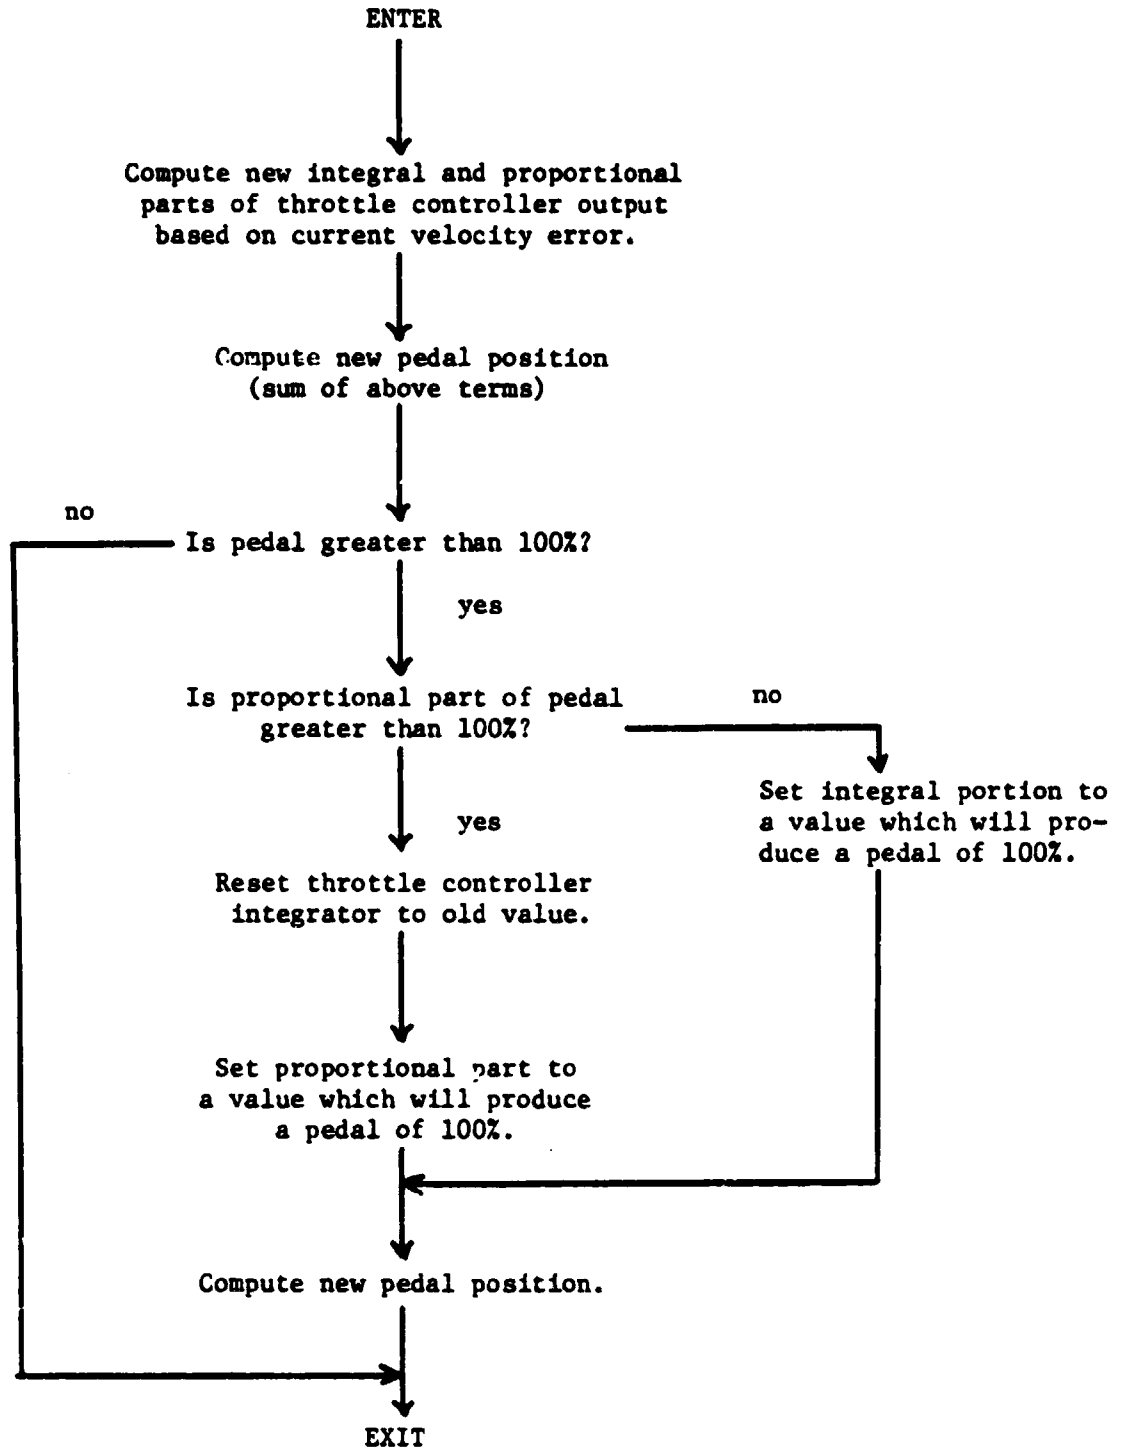 ENTER
Compute new integral and proportional
parts of throttle controller output
based on current velocity error.
Compute new pedal position
(sum of above terms)
no
Is pedal greater than 100%?
yes
Is proportional part of pedal
greater than 100%?
no
Set integral portion to
a value which will pro-
duce a pedal of 100%.
yes
Reset throttle controller
integrator to old value.
Set proportional part to
a value which will produce
a pedal of 100%.
Compute new pedal position.
EXIT